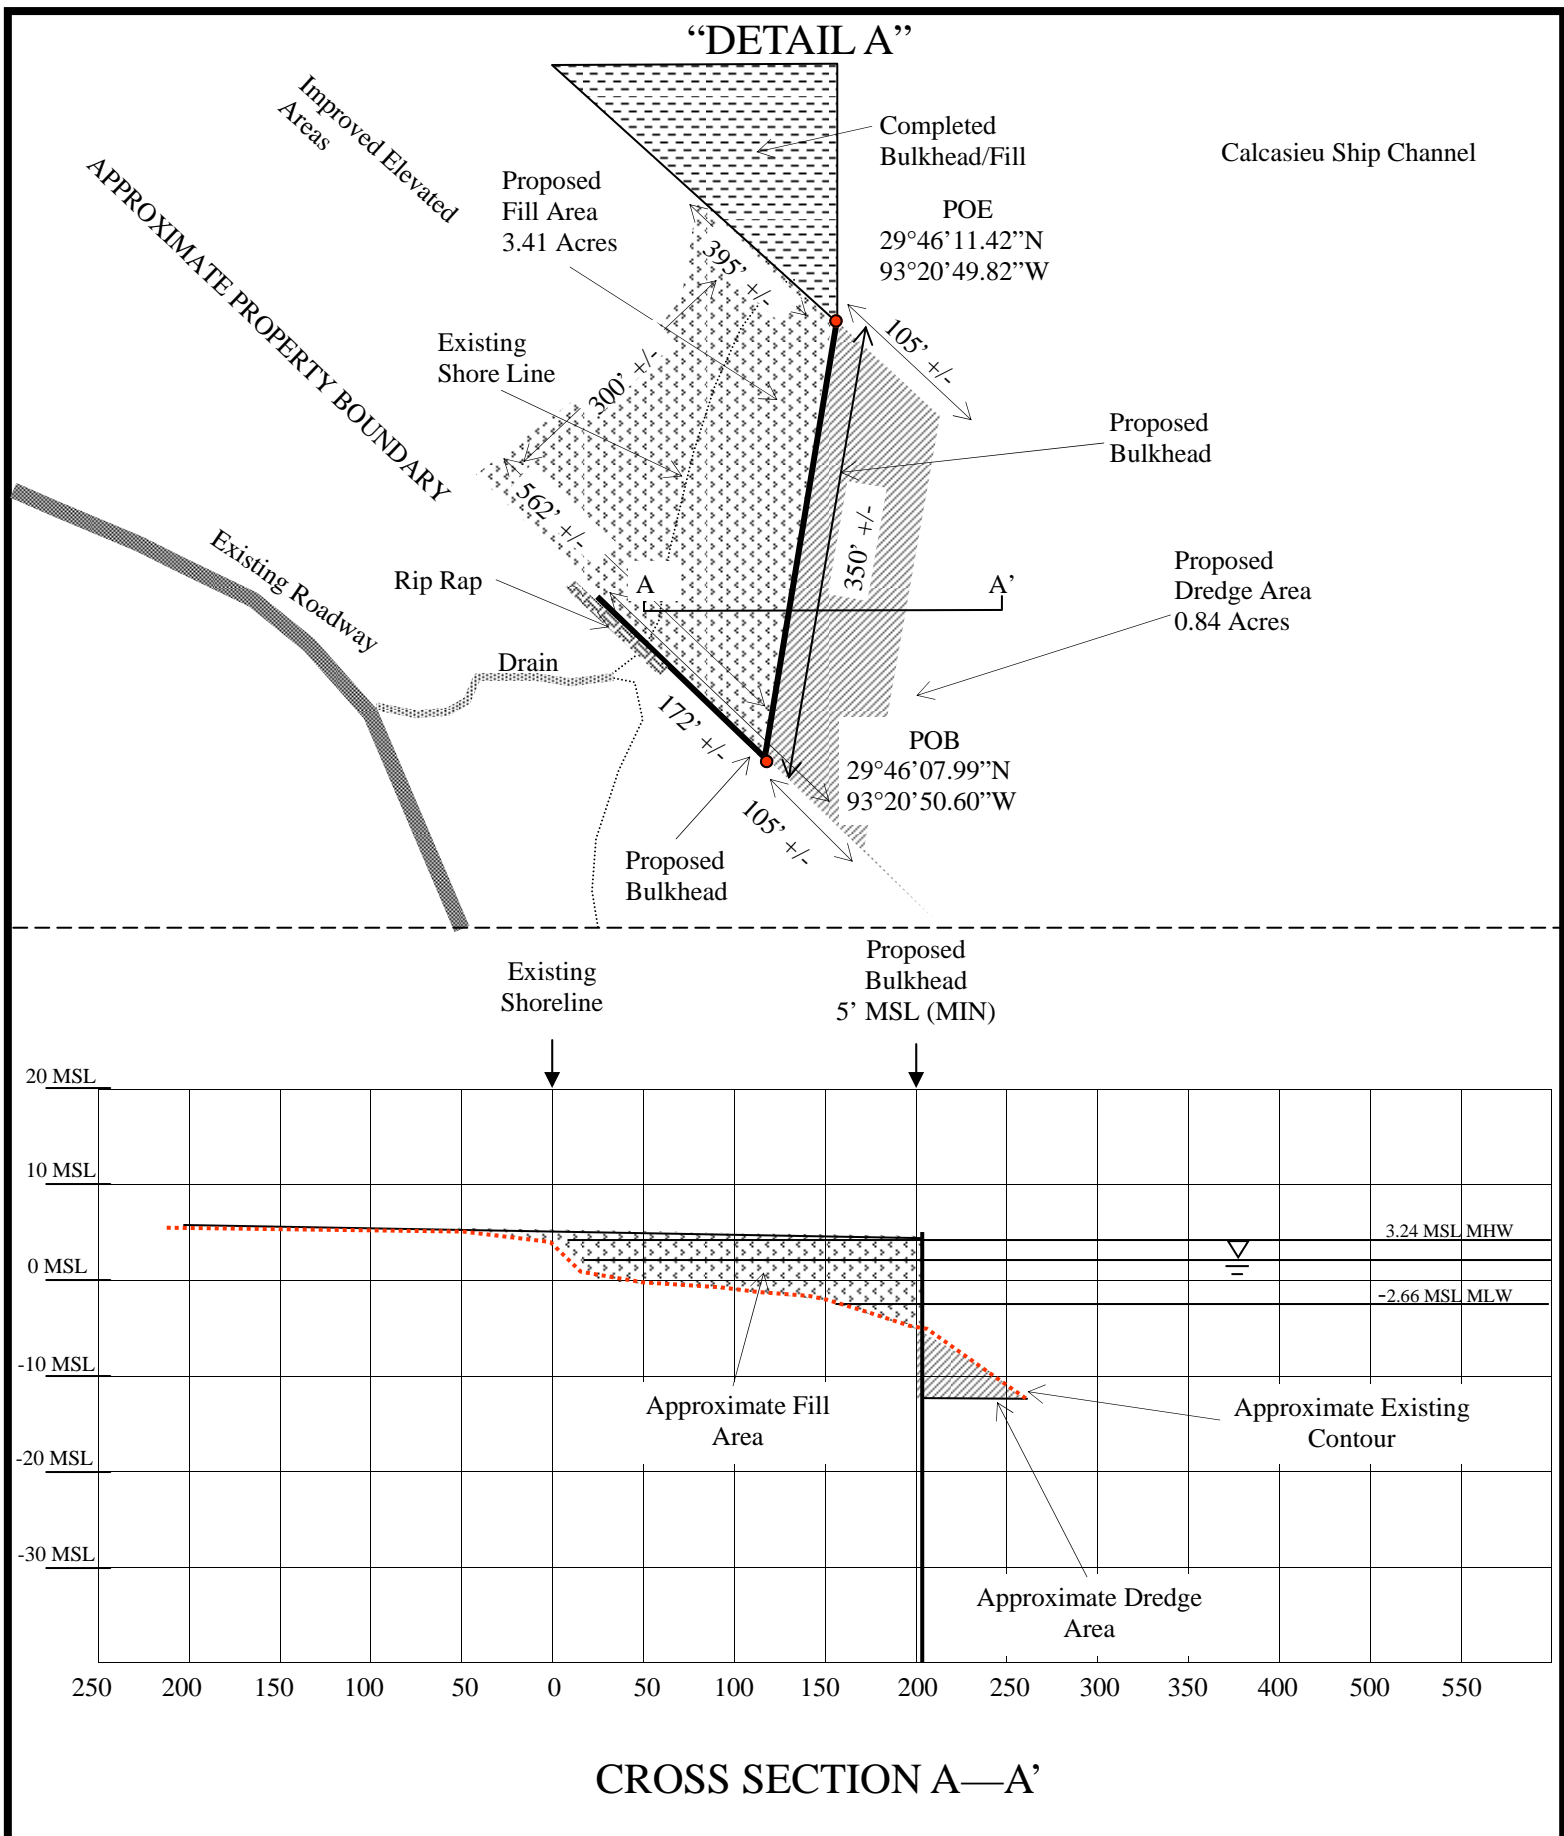 “DETAIL A”
Improved Elevated
Areas
Completed
Bulkhead/Fill
Calcasieu Ship Channel
APPROXIMATE PROPERTY BOUNDARY
Proposed
Fill Area
3.41 Acres
POE
29°46’11.42”N
93°20’49.82”W
395’ +/-
105’ +/-
Existing
Shore Line
300’ +/-
Proposed
Bulkhead
562’ +/-
350’ +/-
Existing Roadway
Rip Rap
A
A’
Proposed
Dredge Area
0.84 Acres
Drain
172’ +/-
POB
29°46’07.99”N
93°20’50.60”W
105’ +/-
Proposed
Bulkhead
Existing
Shoreline
Proposed
Bulkhead
5’ MSL (MIN)
20 MSL
10 MSL
3.24 MSL MHW
0 MSL
-2.66 MSL MLW
-10 MSL
Approximate Fill
Area
Approximate Existing
Contour
-20 MSL
-30 MSL
Approximate Dredge
Area
250 200 150 100 50 0 50 100 150 200 250 300 350 400 500 550
CROSS SECTION A—A’